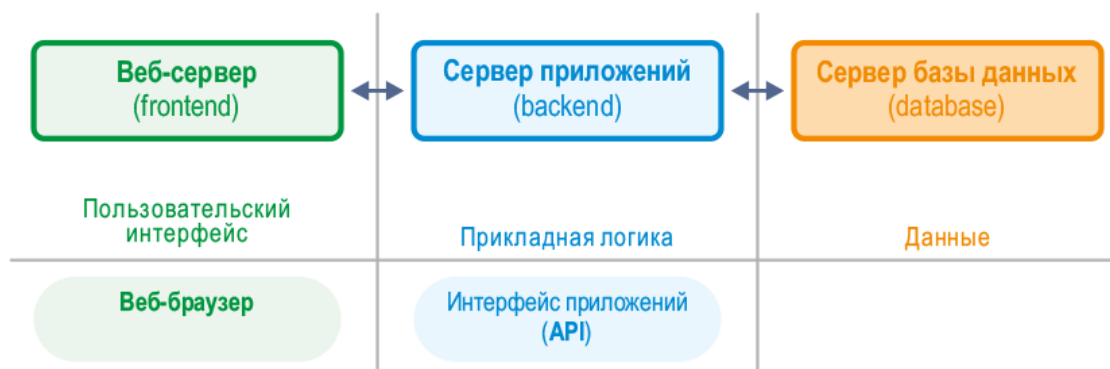 Веб-сервер
(frontend)
Сервер приложений
(backend)
Сервер базы данных
(database)
Пользовательский
интерфейс
Прикладная логика
Данные
Веб-браузер
Интерфейс приложений
(API)